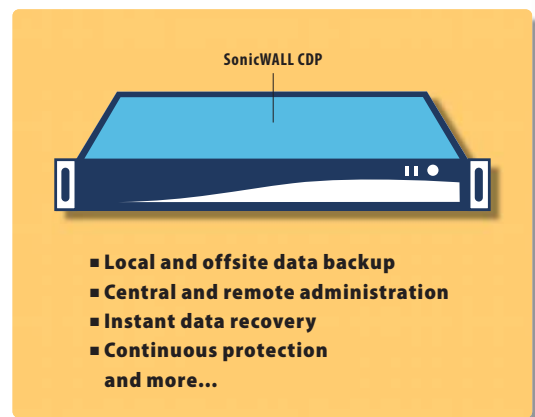 SonicWALL CDP
▪ Local and offsite data backup
▪ Central and remote administration
▪ Instant data recovery
▪ Continuous protection
and more...